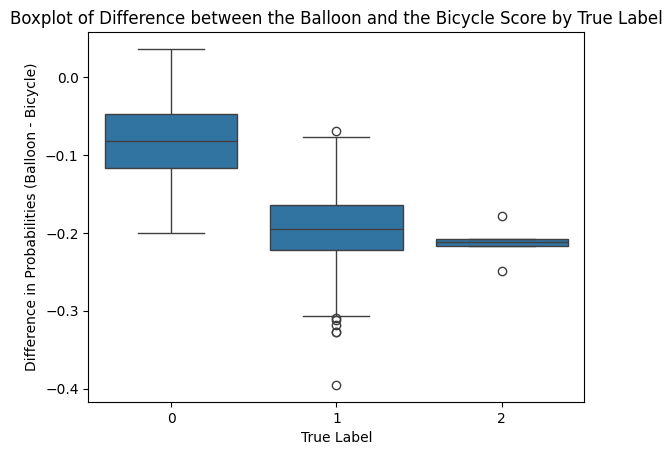 Boxplot of Difference between the Balloon and the Bicycle Score by True Label
Difference in Probabilities (Balloon - Bicycle)
0.0
−0.1
−0.2
−0.3
−0.4
0
1
2
True Label